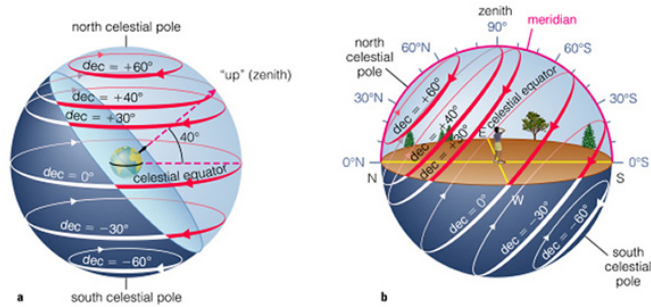 north celestial pole
dec = +60°
"up" (zenith)
dec = +40°
dec = +30°
40°
dec = 0°
celestial equator
dec = −30°
dec = −60°
south celestial pole
a
zenith
90°
meridian
60°N
60°S
north
celestial
pole
dec = +60°
30°N
30°S
celestial equator
dec = +40°
dec = +30°
E
0°N
0°S
N
S
W
dec = 0°
dec = −30°
dec = −60°
south
celestial
pole
b